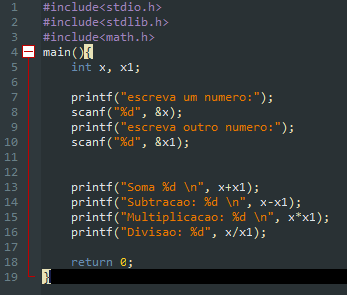 1 #include<stdio.h>
2 #include<stdlib.h>
3 #include<math.h>
4 main(){
5 int x, x1;
6
7 printf("escreva um numero:");
8 scanf("%d", &x);
9 printf("escreva outro numero:");
10 scanf("%d", &x1);
11
12
13 printf("Soma %d \n", x+x1);
14 printf("Subtracao: %d \n", x-x1);
15 printf("Multiplicacao: %d \n", x*x1);
16 printf("Divisao: %d", x/x1);
17
18 return 0;
19 }